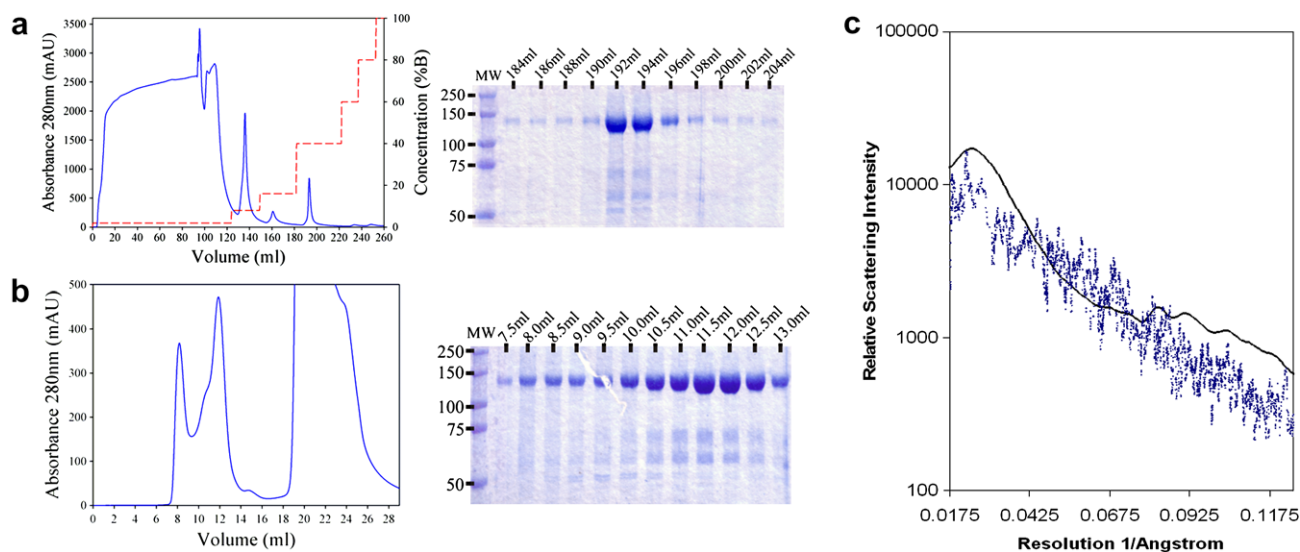 a
Absorbance 280nm (mAU)
3500
3000
2500
2000
1500
1000
500
0
0 20 40 60 80 100 120 140 160 180 200 220 240 260
Volume (ml)
100
80
60
40
20
0
Concentration (%B)
MW 184ml 186ml 188ml 190ml 192ml 194ml 196ml 198ml 200ml 202ml 204ml
250
150
100
75
50
b
Absorbance 280nm (mAU)
500
400
300
200
100
0
0 2 4 6 8 10 12 14 16 18 20 22 24 26 28
Volume (ml)
MW 7.5ml 8.0ml 8.5ml 9.0ml 9.5ml 10.0ml 10.5ml 11.0ml 11.5ml 12.0ml 12.5ml 13.0ml
250
150
100
75
50
c
Relative Scattering Intensity
100000
10000
1000
100
0.0175 0.0425 0.0675 0.0925 0.1175
Resolution 1/Angstrom